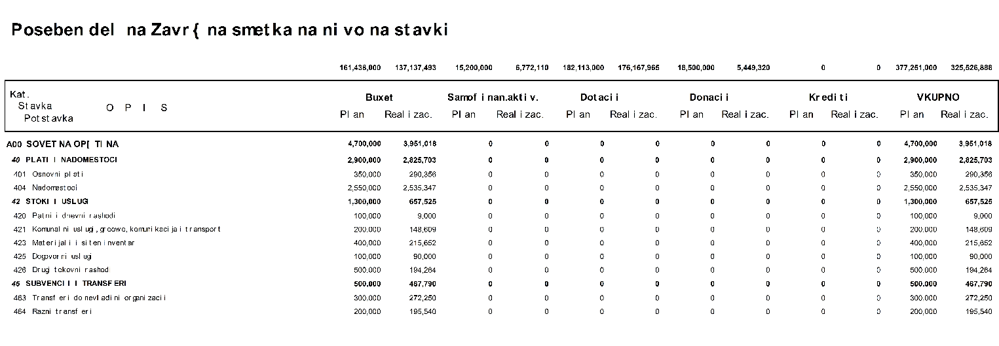 Poseben del na Zavr{ na smetka na nivo na stavki
161,438,000 137,137,493 15,200,000 6,772,110 182,113,000 176,167,965 18,500,000 5,449,320 0 0 377,251,000 325,526,888
Kat. Buxet Samofinan.aktiv. Dotacii Donacii Krediti VKUPNO
Stavka O P I S
Potstavka Plan Realizac. Plan Realizac. Plan Realizac. Plan Realizac. Plan Realizac. Plan Realizac.
A00 SOVET NA OP[TINA 4,700,000 3,951,018 0 0 0 0 0 0 0 0 4,700,000 3,951,018
40 PLATI I NADOMESTOCI 2,900,000 2,825,703 0 0 0 0 0 0 0 0 2,900,000 2,825,703
401 Osnovni plati 350,000 290,356 0 0 0 0 0 0 0 0 350,000 290,356
404 Nadomestoci 2,550,000 2,535,347 0 0 0 0 0 0 0 0 2,550,000 2,535,347
42 STOKI I USLUGI 1,300,000 657,525 0 0 0 0 0 0 0 0 1,300,000 657,525
420 Patni i dnevni rashodi 100,000 9,000 0 0 0 0 0 0 0 0 100,000 9,000
421 Komunalni uslugi, greewe, komunikacija i transport 200,000 148,609 0 0 0 0 0 0 0 0 200,000 148,609
423 Materijali i siten inventar 400,000 215,652 0 0 0 0 0 0 0 0 400,000 215,652
425 Dogovorni uslugi 100,000 90,000 0 0 0 0 0 0 0 0 100,000 90,000
426 Drugi tekovni rashodi 500,000 194,264 0 0 0 0 0 0 0 0 500,000 194,264
46 SUBVENCII I TRANSFERI 500,000 467,790 0 0 0 0 0 0 0 0 500,000 467,790
463 Transferi do nevladini organizacii 300,000 272,250 0 0 0 0 0 0 0 0 300,000 272,250
464 Razni transferi 200,000 195,540 0 0 0 0 0 0 0 0 200,000 195,540